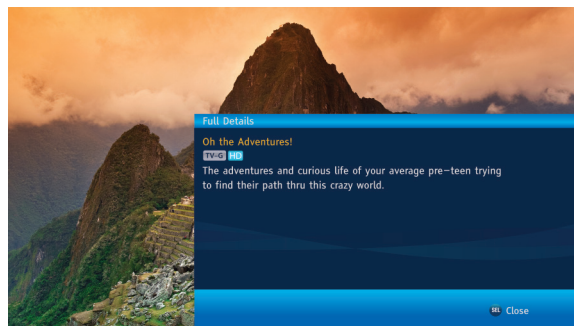 Full Details
Oh the Adventures!
TV-G HD
The adventures and curious life of your average pre-teen trying
to find their path thru this crazy world.
SEL Close